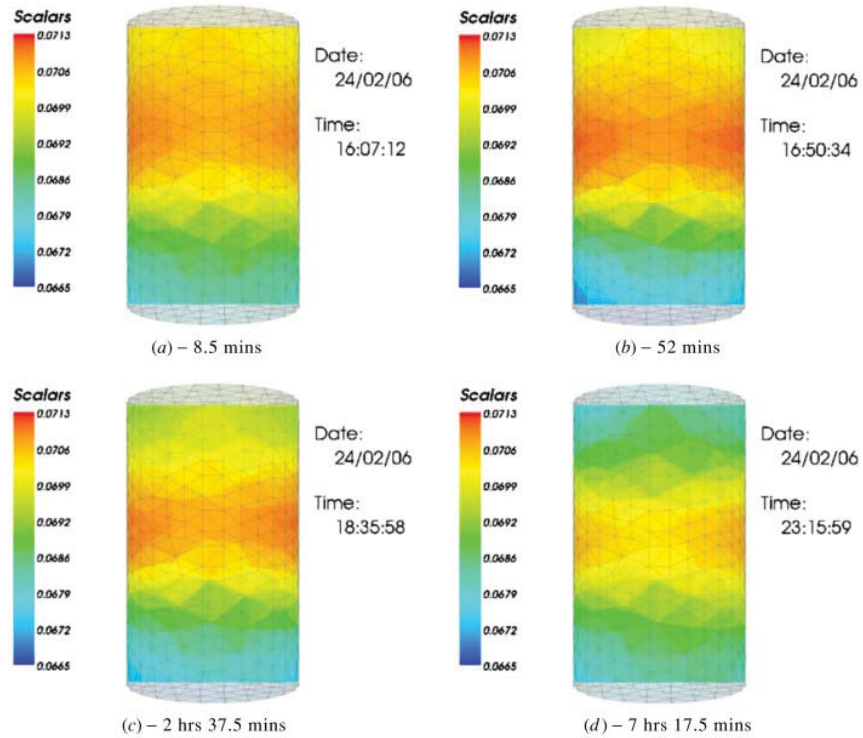 Scalars
0.0713
0.0706
0.0699
0.0692
0.0686
0.0679
0.0672
0.0665
Date:
24/02/06
Time:
16:07:12
(a) – 8.5 mins
Scalars
0.0713
0.0706
0.0699
0.0692
0.0686
0.0679
0.0672
0.0665
Date:
24/02/06
Time:
16:50:34
(b) – 52 mins
Scalars
0.0713
0.0706
0.0699
0.0692
0.0686
0.0679
0.0672
0.0665
Date:
24/02/06
Time:
18:35:58
(c) – 2 hrs 37.5 mins
Scalars
0.0713
0.0706
0.0699
0.0692
0.0686
0.0679
0.0672
0.0665
Date:
24/02/06
Time:
23:15:59
(d) – 7 hrs 17.5 mins